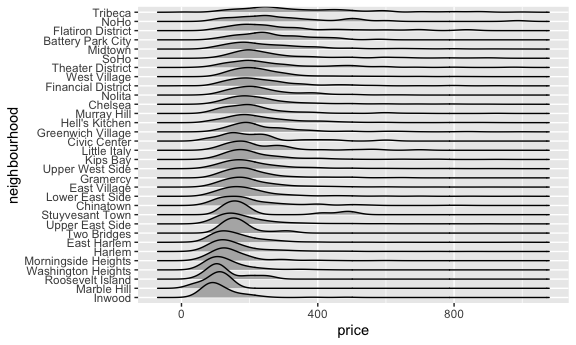 Tribeca
NoHo
Flatiron District
Battery Park City
Midtown
SoHo
Theater District
West Village
Financial District
Nolita
Chelsea
Murray Hill
Hell's Kitchen
Greenwich Village
Civic Center
Little Italy
Kips Bay
Upper West Side
Gramercy
East Village
Lower East Side
Chinatown
Stuyvesant Town
Upper East Side
Two Bridges
East Harlem
Harlem
Morningside Heights
Washington Heights
Roosevelt Island
Marble Hill
Inwood
neighbourhood
0 400 800
price